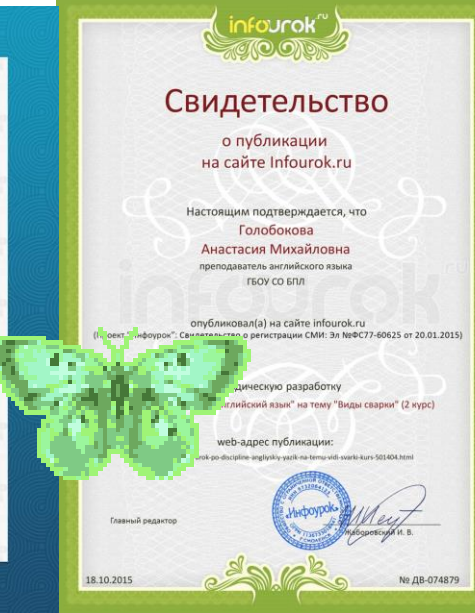 infourok.ru
Свидетельство
о публикации
на сайте Infourok.ru
Настоящим подтверждается, что
Голобокова
Анастасия Михайловна
преподаватель английского языка
ГБОУ СО БПЛ
infourok.ru
опубликовал(а) на сайте infourok.ru
(Проект "Инфоурок": Свидетельство о регистрации СМИ: Эл №ФС77-60625 от 20.01.2015)
разработку
английский язык" на тему "Виды сварки" (2 курс)
web-адрес публикации:
urok-po-discipline-angliyskiy-yazik-na-temu-vidi-svarki-kurs-501404.html
«Инфоурок»
Главный редактор
Жаборовский И. В.
18.10.2015
№ ДВ-074879